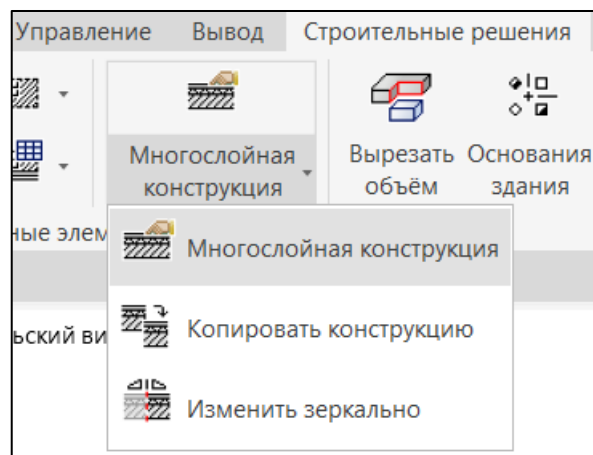 Управление Вывод Строительные решения
Многослойная конструкция
Вырезать объём
Основания здания
ные элем
Многослойная конструкция
ьский ви
Копировать конструкцию
Изменить зеркально